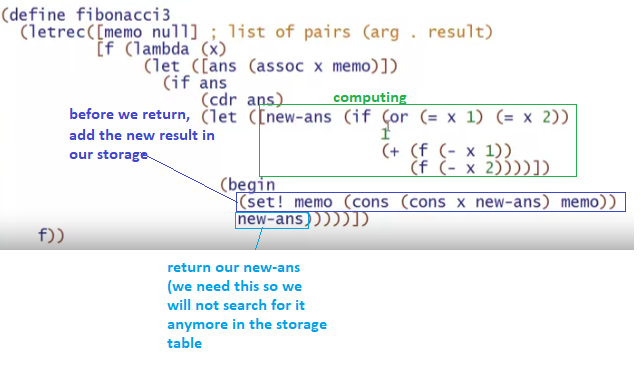 (define fibonacci3
(letrec([memo null] ; list of pairs (arg . result)
[f (lambda (x)
(let ([ans (assoc x memo)])
(if ans
(cdr ans)
computing
before we return,
add the new result in
our storage
(let ([new-ans (if (or (= x 1) (= x 2))
1
(+ (f (- x 1))
(f (- x 2))))])
(begin
(set! memo (cons (cons x new-ans) memo))
new-ans)))))])
f))
return our new-ans
(we need this so we
will not search for it
anymore in the storage
table